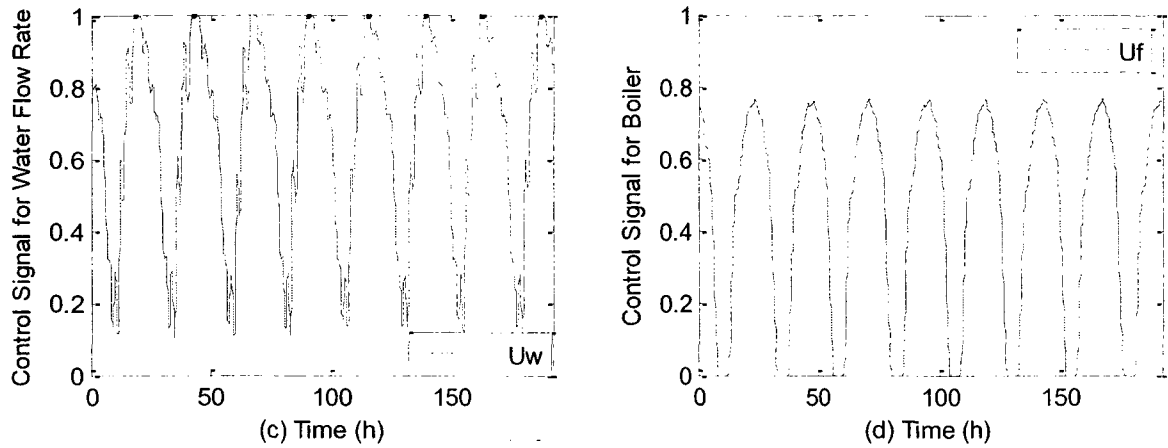 Control Signal for Water Flow Rate
1
0.8
0.6
0.4
0.2
0
Uw
0 50 100 150
(c) Time (h)
Control Signal for Boiler
1
0.8
0.6
0.4
0.2
0
Uf
0 50 100 150
(d) Time (h)